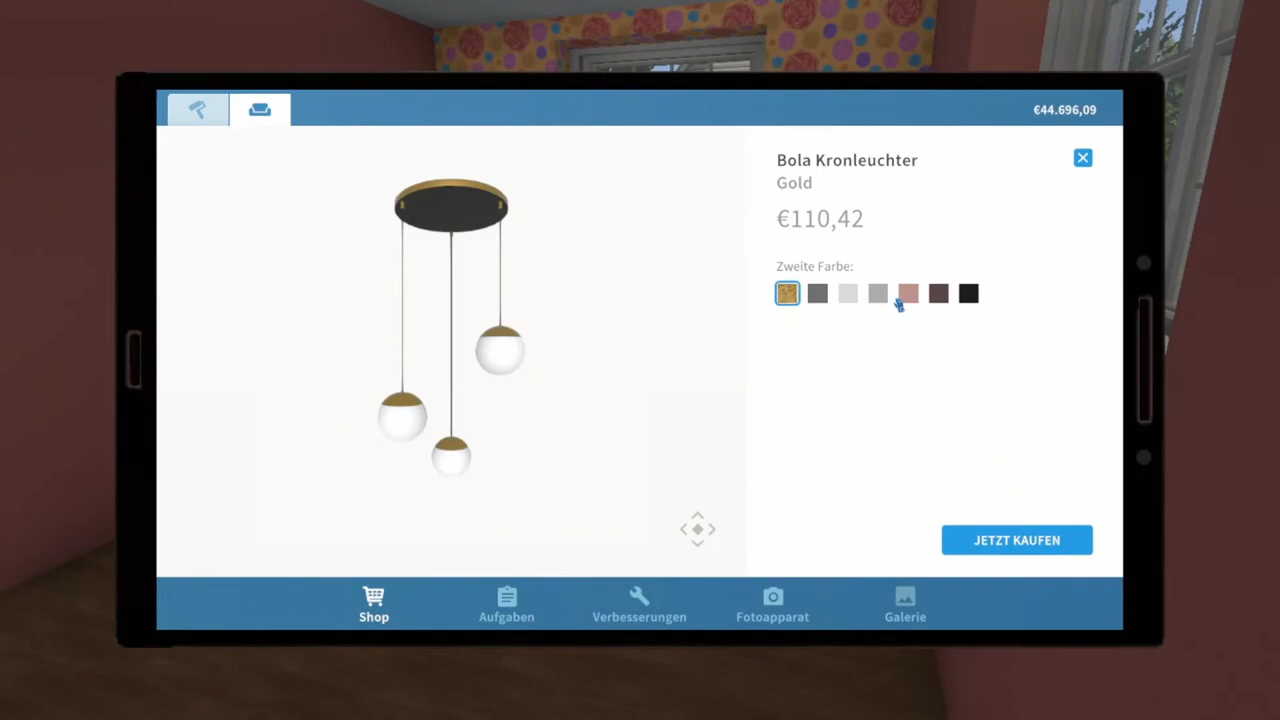 €44.696,09
Bola Kronleuchter
Gold
€110,42
Zweite Farbe:
JETZT KAUFEN
Shop
Aufgaben
Verbesserungen
Fotoapparat
Galerie